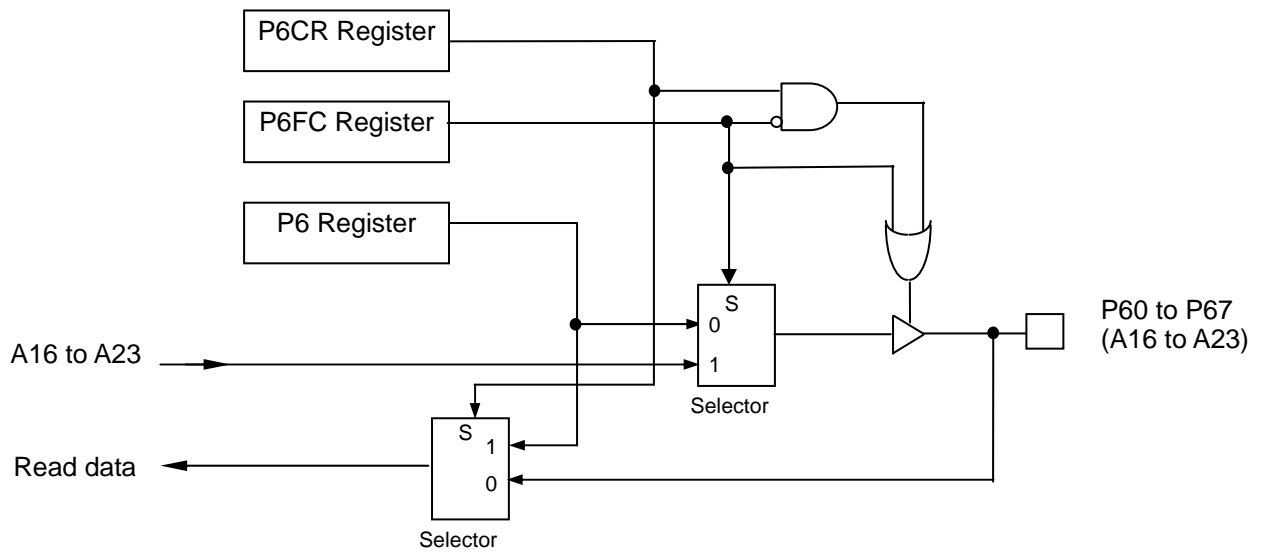 P6CR Register
P6FC Register
P6 Register
S
0
1
Selector
P60 to P67
(A16 to A23)
A16 to A23
S
1
0
Selector
Read data